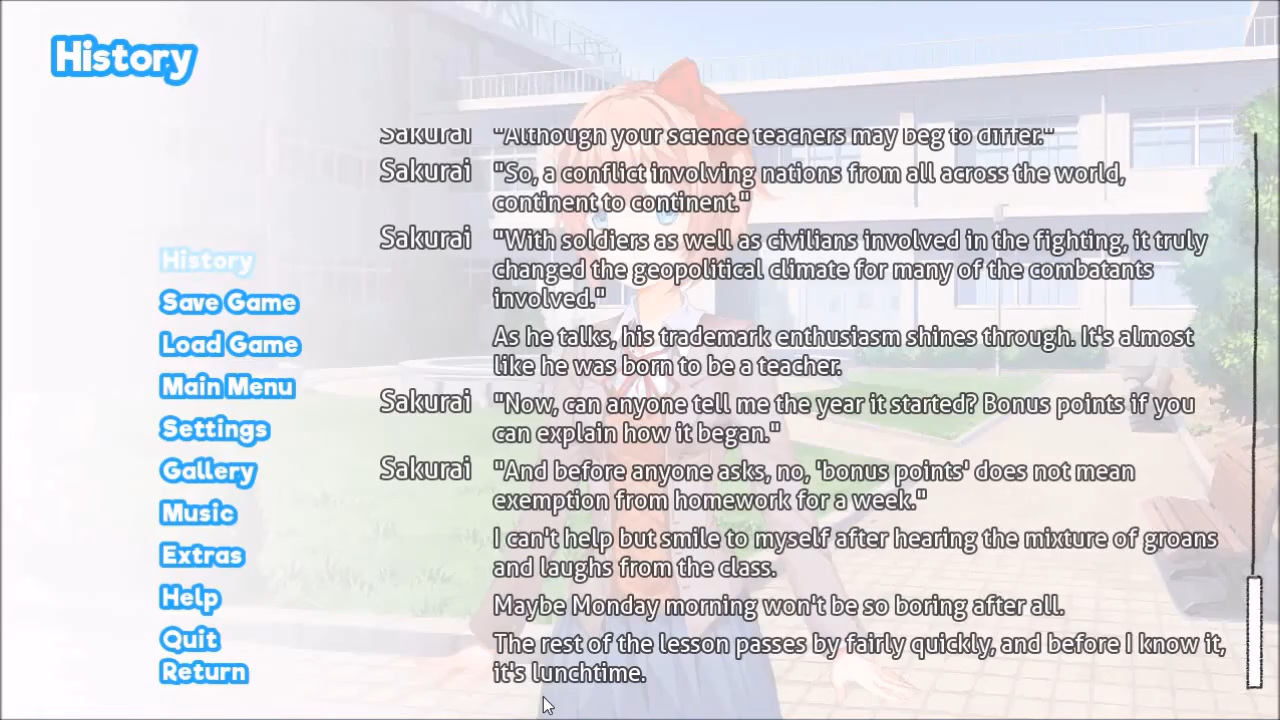 History
Sakurai "Although your science teachers may beg to differ."
Sakurai "So, a conflict involving nations from all across the world,
continent to continent."
Sakurai "With soldiers as well as civilians involved in the fighting, it truly
changed the geopolitical climate for many of the combatants
involved."
As he talks, his trademark enthusiasm shines through. It's almost
like he was born to be a teacher.
Sakurai "Now, can anyone tell me the year it started? Bonus points if you
can explain how it began."
Sakurai "And before anyone asks, no, 'bonus points' does not mean
exemption from homework for a week."
I can't help but smile to myself after hearing the mixture of groans
and laughs from the class.
Maybe Monday morning won't be so boring after all.
The rest of the lesson passes by fairly quickly, and before I know it,
it's lunchtime.
History
Save Game
Load Game
Main Menu
Settings
Gallery
Music
Extras
Help
Quit
Return